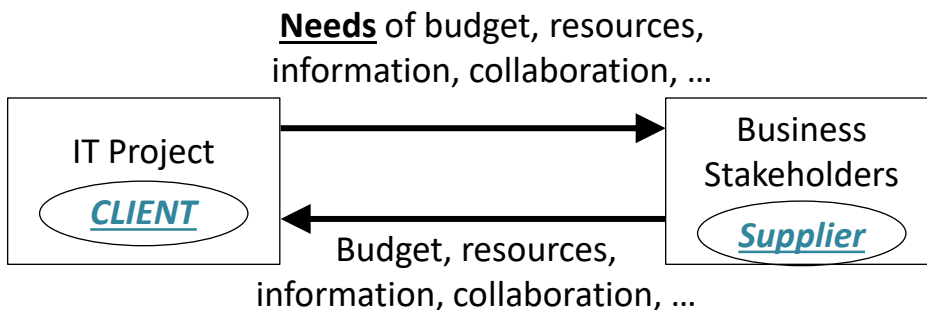 Needs of budget, resources,
information, collaboration, …
IT Project
CLIENT
Business
Stakeholders
Supplier
Budget, resources,
information, collaboration, …